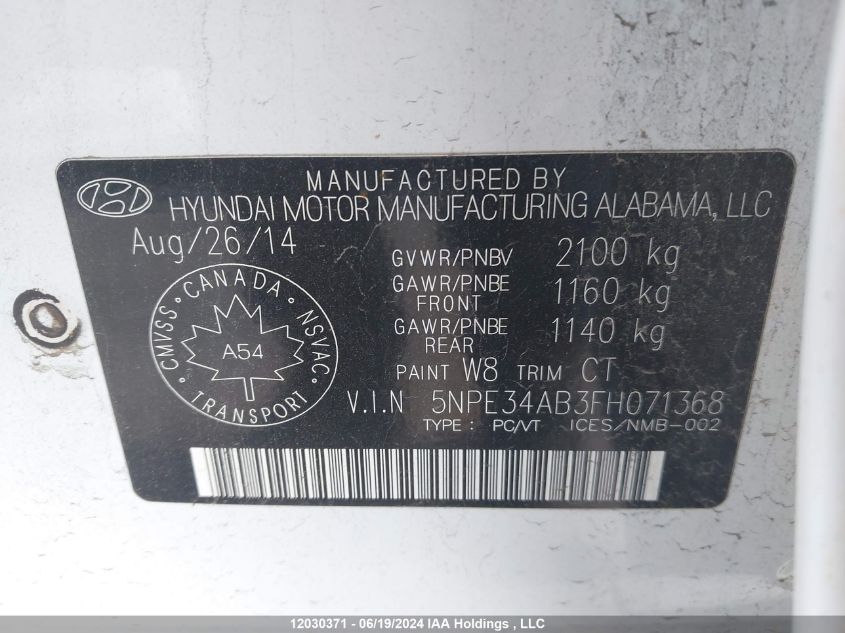 MANUFACTURED BY
HYUNDAI MOTOR MANUFACTURING ALABAMA, LLC
Aug/26/14
GVWR/PNBV 2100 kg
GAWR/PNBE FRONT 1160 kg
GAWR/PNBE REAR 1140 kg
PAINT W8 TRIM CT
CMVSS • CANADA • NSVAC • TRANSPORT •
A54
V.I.N 5NPE34AB3FH071368
TYPE : PC/VT ICES/NMB-002
12030371 - 06/19/2024 IAA Holdings , LLC